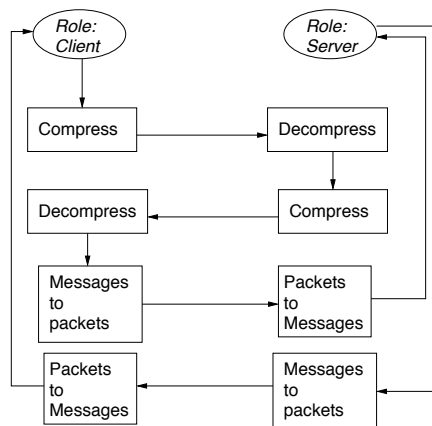 Role:
Client
Role:
Server
Compress
Decompress
Decompress
Compress
Messages
to
packets
Packets
to
Messages
Packets
to
Messages
Messages
to
packets